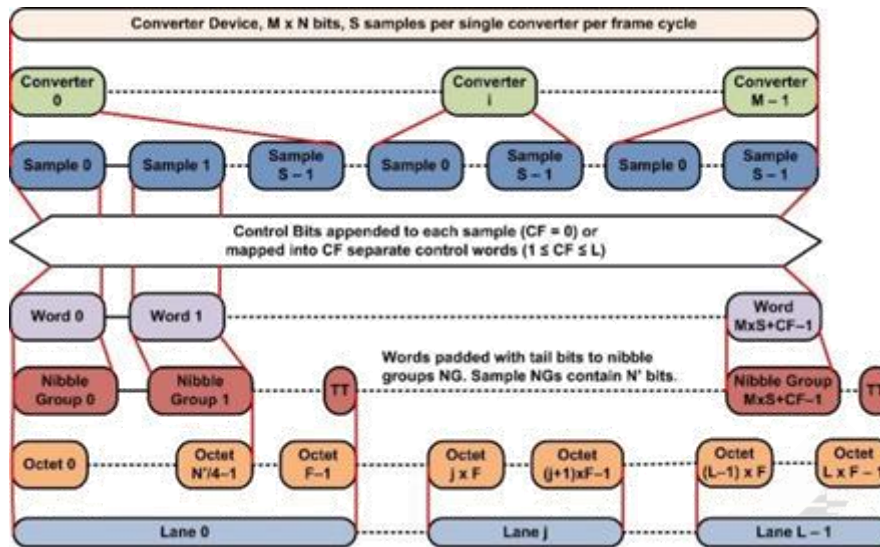 Converter Device, M x N bits, S samples per single converter per frame cycle
Converter
0
Converter
i
Converter
M – 1
Sample 0
Sample 1
Sample
S – 1
Sample 0
Sample
S – 1
Sample 0
Sample
S – 1
Control Bits appended to each sample (CF = 0) or
mapped into CF separate control words (1 ≤ CF ≤ L)
Word 0
Word 1
Word
MxS+CF–1
Words padded with tail bits to nibble
groups NG. Sample NGs contain N' bits.
Nibble
Group 0
Nibble
Group 1
TT
Nibble Group
MxS+CF–1
TT
Octet 0
Octet
N'/4–1
Octet
F–1
Octet
j x F
Octet
(j+1)xF–1
Octet
(L–1) x F
Octet
L x F – 1
Lane 0
Lane j
Lane L – 1